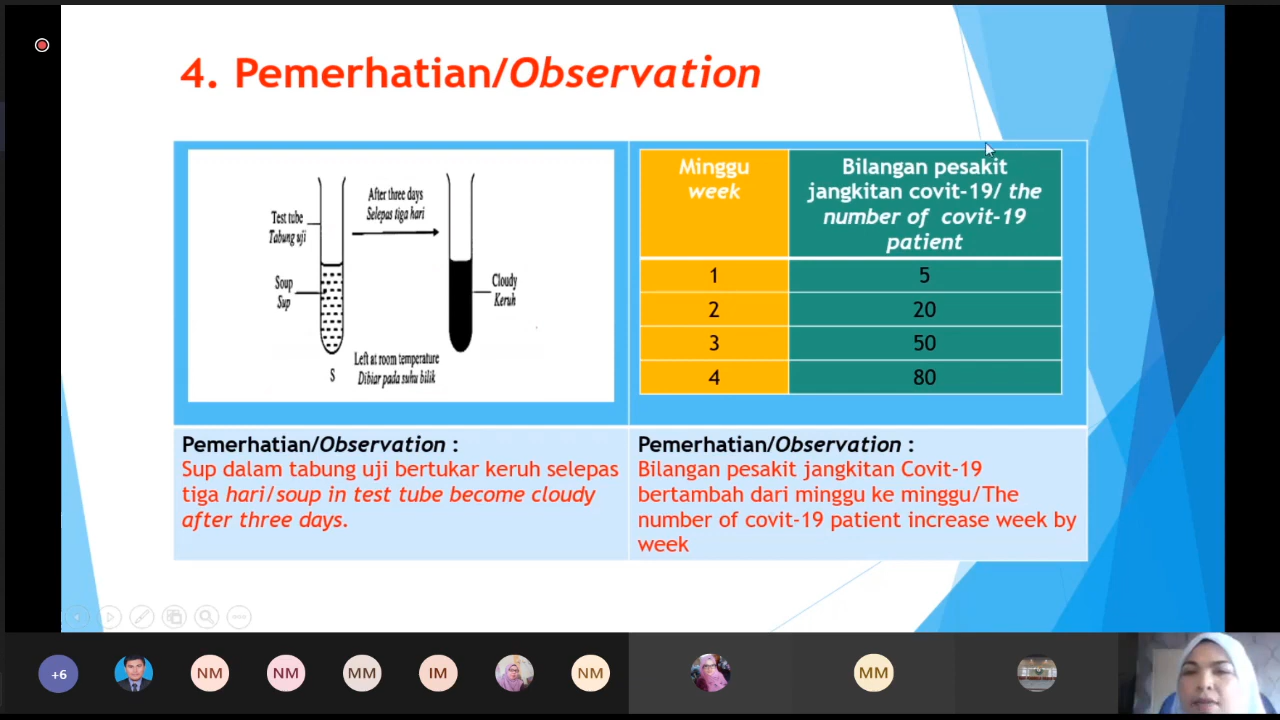 4. Pemerhatian/Observation
Test tube
Tabung uji
After three days
Selepas tiga hari
Soup
Sup
Cloudy
Keruh
Left at room temperature
Dibiar pada suhu bilik
S
Minggu
week
Bilangan pesakit
jangkitan covit-19/ the
number of covit-19
patient
1 5
2 20
3 50
4 80
Pemerhatian/Observation :
Sup dalam tabung uji bertukar keruh selepas
tiga hari/soup in test tube become cloudy
after three days.
Pemerhatian/Observation :
Bilangan pesakit jangkitan Covit-19
bertambah dari minggu ke minggu/The
number of covit-19 patient increase week by
week
+6 NM NM MM IM NM MM